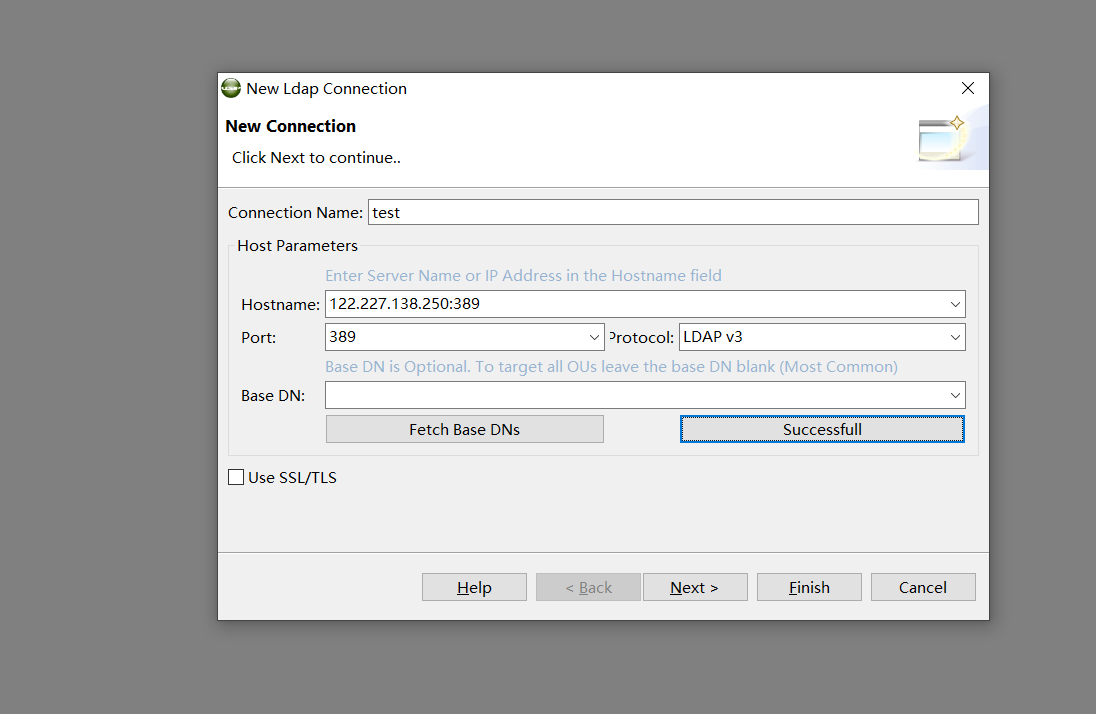 New Ldap Connection
New Connection
Click Next to continue..
Connection Name: test
Host Parameters
Enter Server Name or IP Address in the Hostname field
Hostname: 122.227.138.250:389
Port: 389 Protocol: LDAP v3
Base DN is Optional. To target all OUs leave the base DN blank (Most Common)
Base DN:
Fetch Base DNs Successfull
Use SSL/TLS
Help < Back Next > Finish Cancel